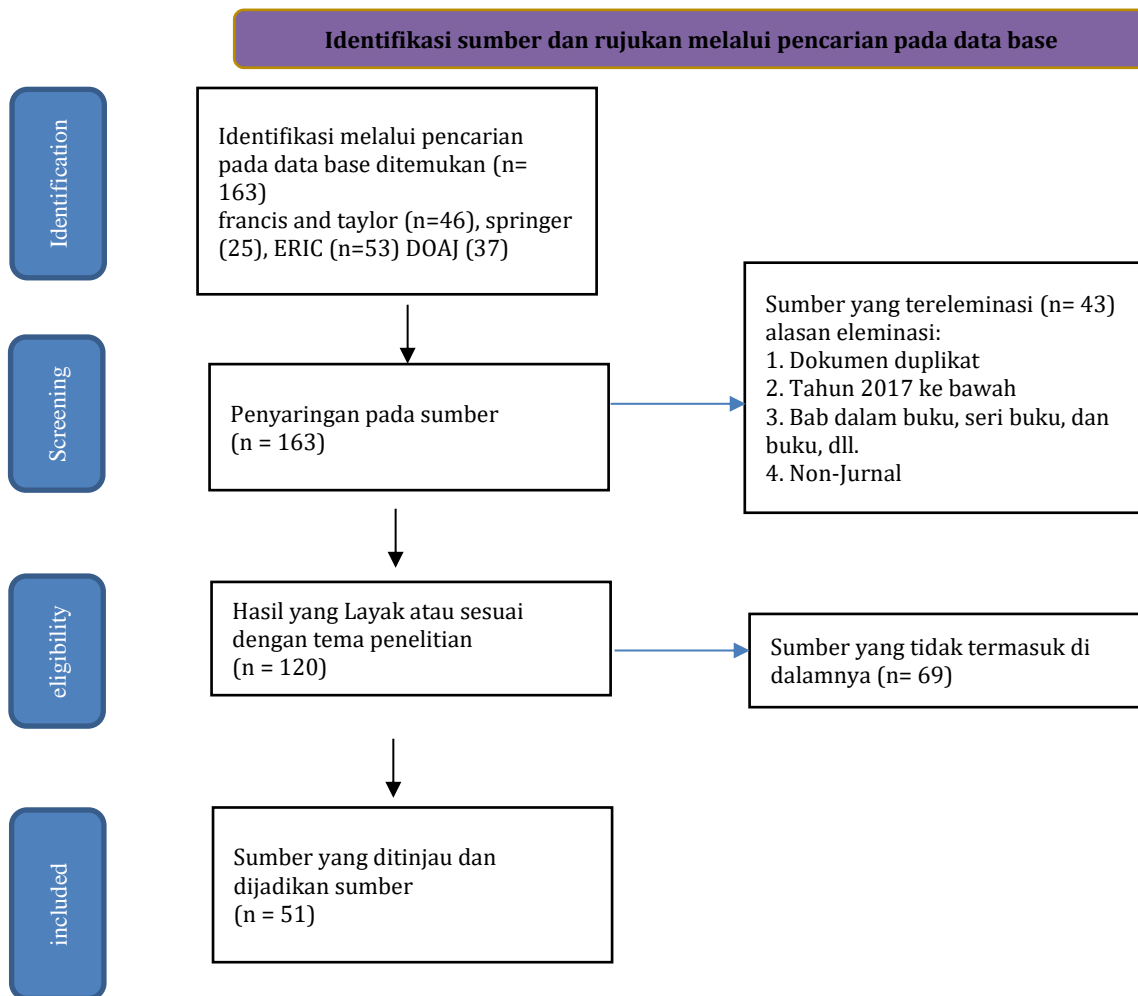 Identifikasi sumber dan rujukan melalui pencarian pada data base
Identification
Identifikasi melalui pencarian
pada data base ditemukan (n=
163)
francis and taylor (n=46), springer
(25), ERIC (n=53) DOAJ (37)
Screening
Penyaringan pada sumber
(n = 163)
Sumber yang tereleminasi (n= 43)
alasan eleminasi:
1. Dokumen duplikat
2. Tahun 2017 ke bawah
3. Bab dalam buku, seri buku, dan
buku, dll.
4. Non-Jurnal
eligibility
Hasil yang Layak atau sesuai
dengan tema penelitian
(n = 120)
Sumber yang tidak termasuk di
dalamnya (n= 69)
included
Sumber yang ditinjau dan
dijadikan sumber
(n = 51)